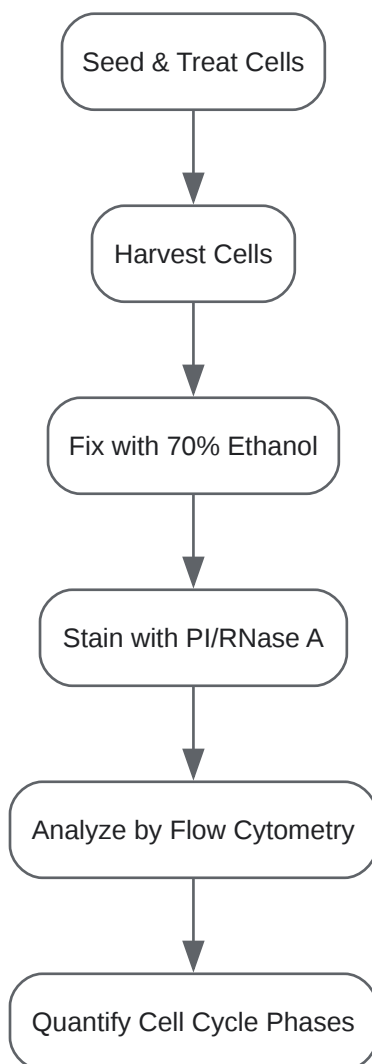 Seed & Treat Cells
Harvest Cells
Fix with 70% Ethanol
Stain with PI/RNase A
Analyze by Flow Cytometry
Quantify Cell Cycle Phases